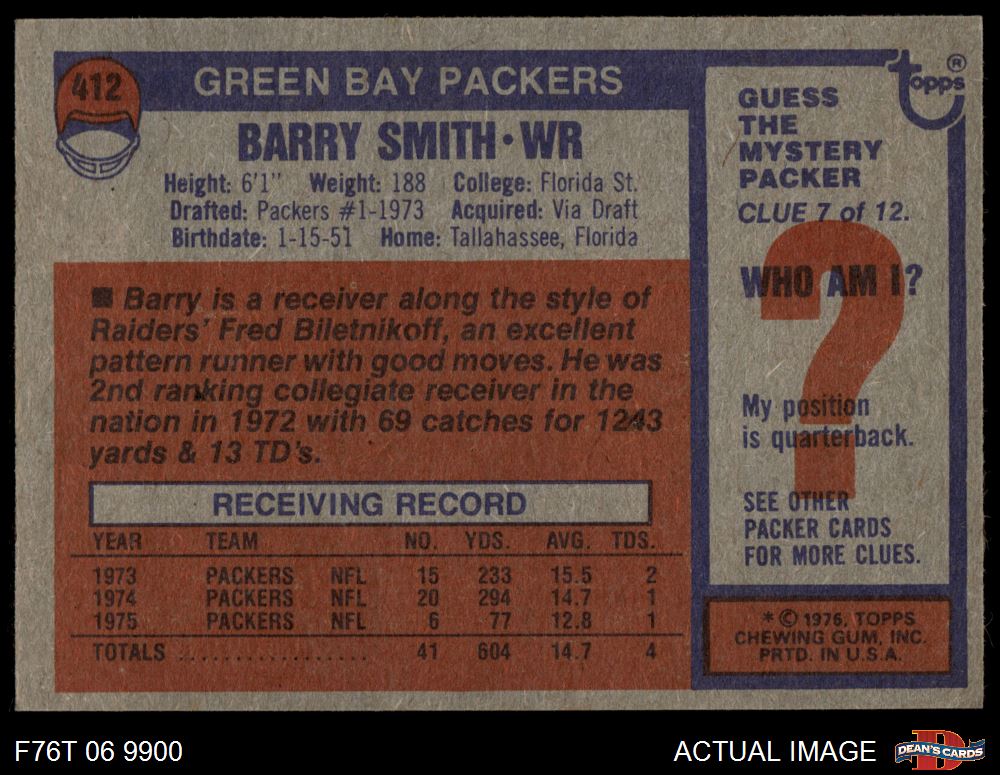 412
GREEN BAY PACKERS
BARRY SMITH • WR
Height: 6'1" Weight: 188 College: Florida St.
Drafted: Packers #1-1973 Acquired: Via Draft
Birthdate: 1-15-51 Home: Tallahassee, Florida
■ Barry is a receiver along the style of
Raiders' Fred Biletnikoff, an excellent
pattern runner with good moves. He was
2nd ranking collegiate receiver in the
nation in 1972 with 69 catches for 1243
yards & 13 TD's.
RECEIVING RECORD
YEAR TEAM NO. YDS. AVG. TDS.
1973 PACKERS NFL 15 233 15.5 2
1974 PACKERS NFL 20 294 14.7 1
1975 PACKERS NFL 6 77 12.8 1
TOTALS .................. 41 604 14.7 4
topps ®
GUESS
THE
MYSTERY
PACKER
CLUE 7 of 12.
?
WHO AM I?
My position
is quarterback.
SEE OTHER
PACKER CARDS
FOR MORE CLUES.
* © 1976, TOPPS
CHEWING GUM, INC.
PRTD. IN U.S.A.
F76T 06 9900
ACTUAL IMAGE
D
DEAN'S CARDS